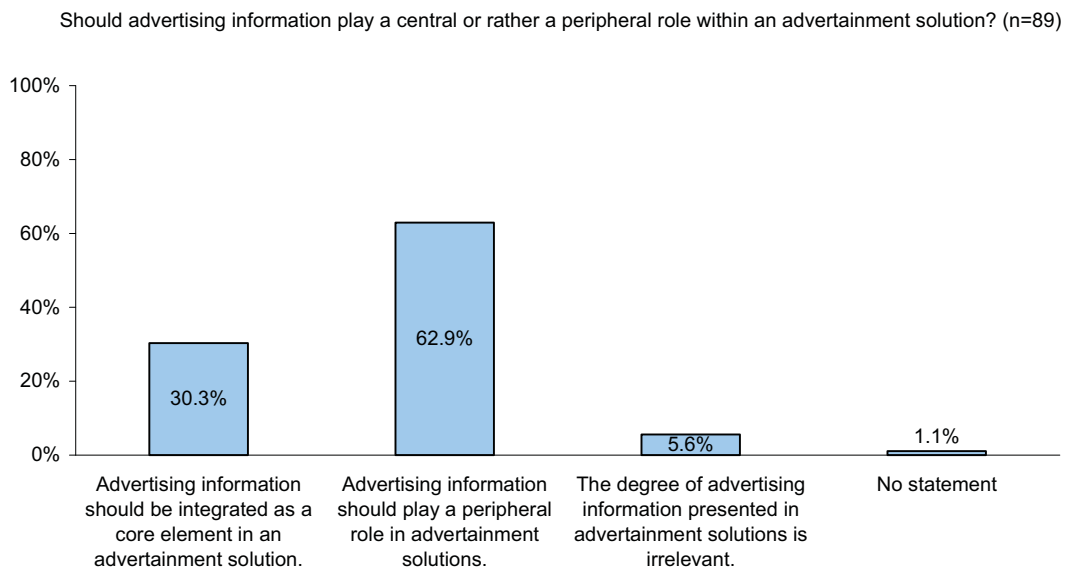 Should advertising information play a central or rather a peripheral role within an advertainment solution? (n=89)
100%
80%
60%
40%
20%
0%
30.3%
62.9%
5.6%
1.1%
Advertising information
should be integrated as a
core element in an
advertainment solution.
Advertising information
should play a peripheral
role in advertainment
solutions.
The degree of advertising
information presented in
advertainment solutions is
irrelevant.
No statement